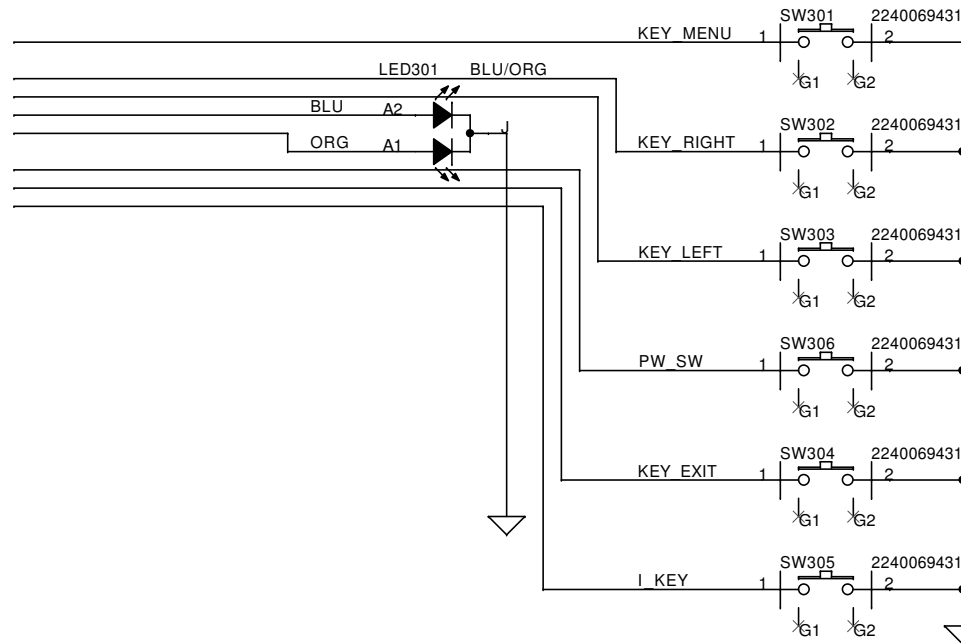 SW301 2240069431
KEY_MENU 1 2
G1 G2
LED301 BLU/ORG
BLU A2
SW302 2240069431
ORG A1 KEY_RIGHT 1 2
G1 G2
SW303 2240069431
KEY_LEFT 1 2
G1 G2
SW306 2240069431
PW_SW 1 2
G1 G2
SW304 2240069431
KEY_EXIT 1 2
G1 G2
SW305 2240069431
I_KEY 1 2
G1 G2